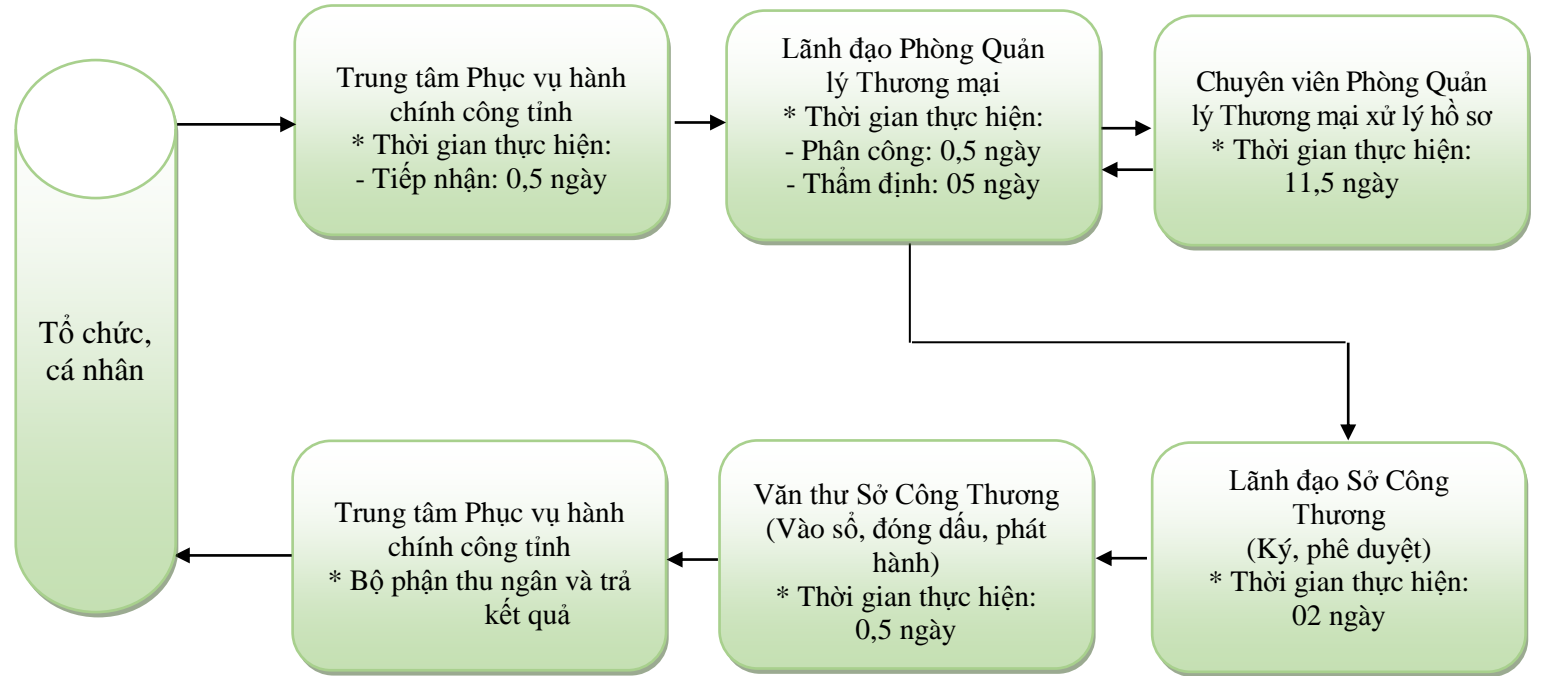 Tổ chức,
cá nhân
Trung tâm Phục vụ hành
chính công tỉnh
* Thời gian thực hiện:
- Tiếp nhận: 0,5 ngày
Lãnh đạo Phòng Quản
lý Thương mại
* Thời gian thực hiện:
- Phân công: 0,5 ngày
- Thẩm định: 05 ngày
Chuyên viên Phòng Quản
lý Thương mại xử lý hồ sơ
* Thời gian thực hiện:
11,5 ngày
Lãnh đạo Sở Công
Thương
(Ký, phê duyệt)
* Thời gian thực hiện:
02 ngày
Văn thư Sở Công Thương
(Vào sổ, đóng dấu, phát
hành)
* Thời gian thực hiện:
0,5 ngày
Trung tâm Phục vụ hành
chính công tỉnh
* Bộ phận thu ngân và trả
kết quả